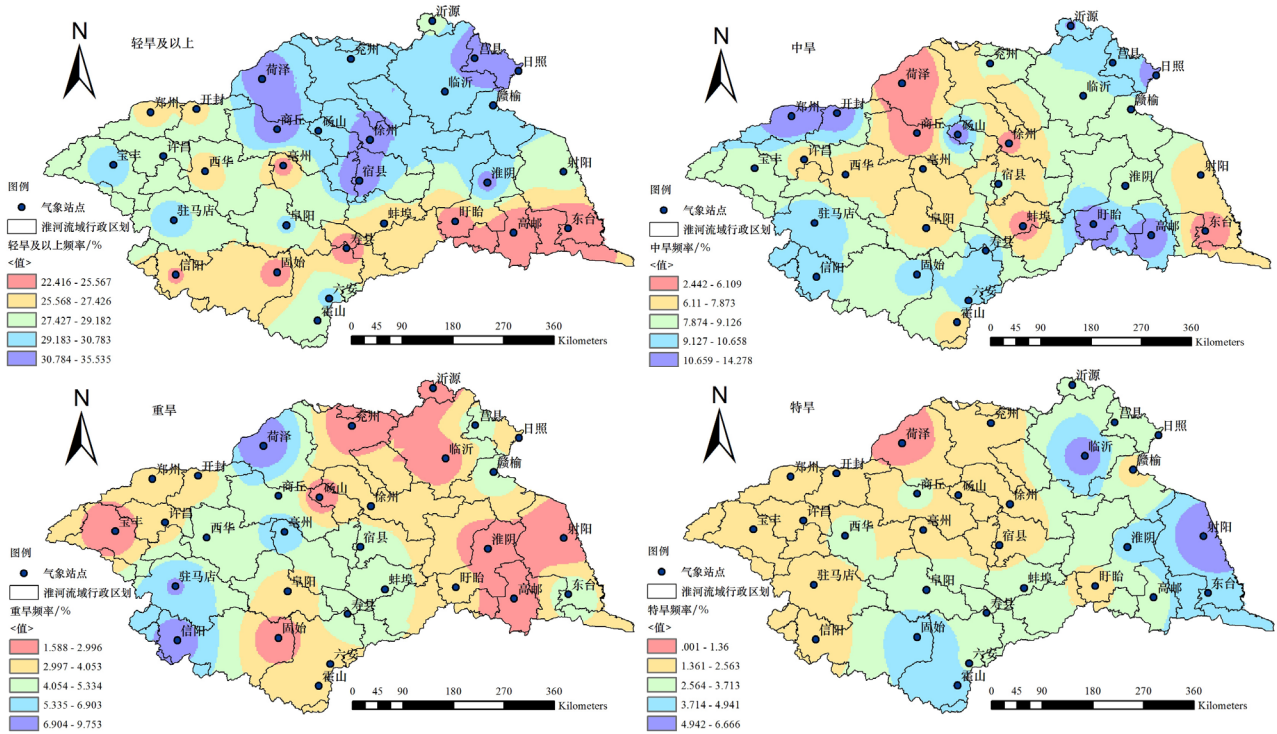 轻旱及以上
N
沂源
兖州
莒县
日照
菏泽
临沂
赣榆
郑州
开封
商丘
砀山
徐州
宝丰
许昌
西华
亳州
宿县
淮阴
射阳
驻马店
阜阳
蚌埠
盱眙
高邮
东台
寿县
信阳
固始
六安
霍山
图例
气象站点
淮河流域行政区划
轻旱及以上频率/%
<值>
22.416 - 25.567
25.568 - 27.426
27.427 - 29.182
29.183 - 30.783
30.784 - 35.535
0 45 90 180 270 360
Kilometers
中旱
N
沂源
兖州
莒县
日照
菏泽
临沂
赣榆
郑州
开封
商丘
砀山
徐州
宝丰
许昌
西华
亳州
宿县
淮阴
射阳
驻马店
阜阳
蚌埠
盱眙
高邮
东台
寿县
信阳
固始
六安
霍山
图例
气象站点
淮河流域行政区划
中旱频率/%
<值>
2.442 - 6.109
6.11 - 7.873
7.874 - 9.126
9.127 - 10.658
10.659 - 14.278
0 45 90 180 270 360
Kilometers
重旱
N
沂源
兖州
莒县
日照
菏泽
临沂
赣榆
郑州
开封
商丘
砀山
徐州
宝丰
许昌
西华
亳州
宿县
淮阴
射阳
驻马店
阜阳
蚌埠
盱眙
高邮
东台
寿县
信阳
固始
六安
霍山
图例
气象站点
淮河流域行政区划
重旱频率/%
<值>
1.588 - 2.996
2.997 - 4.053
4.054 - 5.334
5.335 - 6.903
6.904 - 9.753
0 45 90 180 270 360
Kilometers
特旱
N
沂源
兖州
莒县
日照
菏泽
临沂
赣榆
郑州
开封
商丘
砀山
徐州
宝丰
许昌
西华
亳州
宿县
淮阴
射阳
驻马店
阜阳
蚌埠
盱眙
高邮
东台
寿县
信阳
固始
六安
霍山
图例
气象站点
淮河流域行政区划
特旱频率/%
<值>
.001 - 1.36
1.361 - 2.563
2.564 - 3.713
3.714 - 4.941
4.942 - 6.666
0 45 90 180 270 360
Kilometers